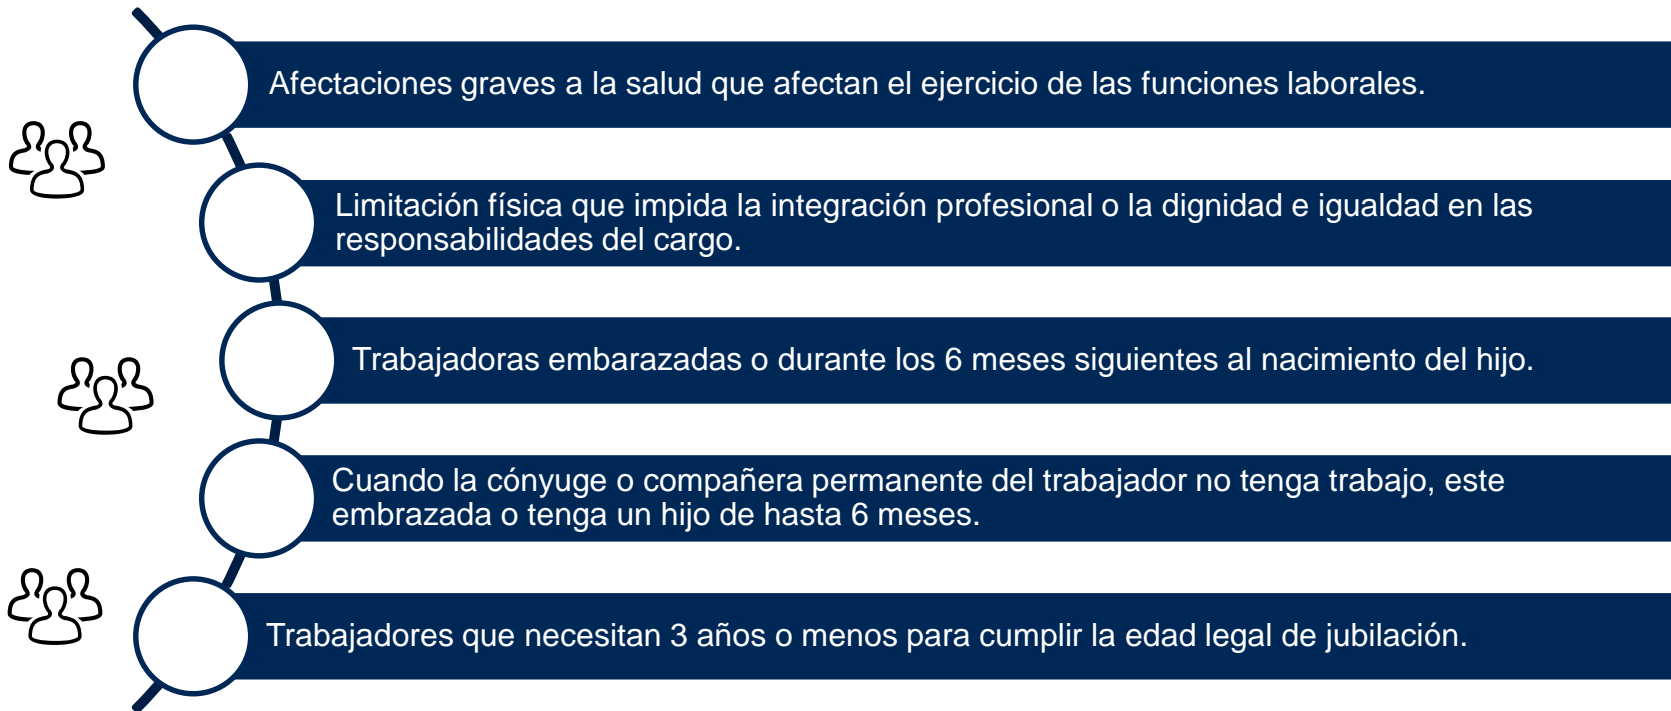 Afectaciones graves a la salud que afectan el ejercicio de las funciones laborales.
Limitación física que impida la integración profesional o la dignidad e igualdad en las
responsabilidades del cargo.
Trabajadoras embarazadas o durante los 6 meses siguientes al nacimiento del hijo.
Cuando la cónyuge o compañera permanente del trabajador no tenga trabajo, este
embrazada o tenga un hijo de hasta 6 meses.
Trabajadores que necesitan 3 años o menos para cumplir la edad legal de jubilación.